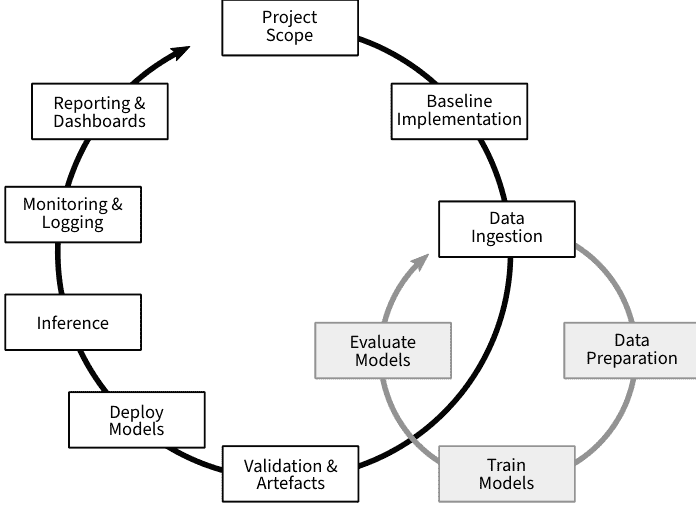 Project
Scope
Baseline
Implementation
Data
Ingestion
Data
Preparation
Train
Models
Evaluate
Models
Validation &
Artefacts
Deploy
Models
Inference
Monitoring &
Logging
Reporting &
Dashboards